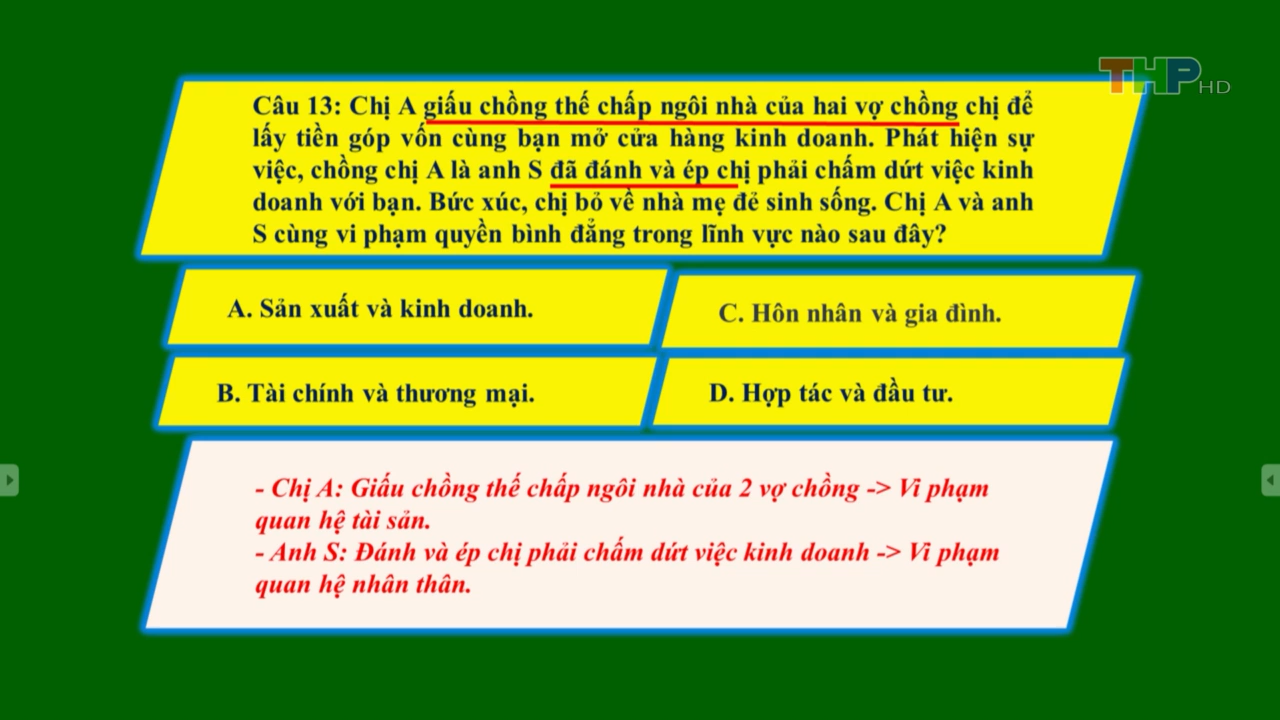 THP HD
Câu 13: Chị A giấu chồng thế chấp ngôi nhà của hai vợ chồng chị để
lấy tiền góp vốn cùng bạn mở cửa hàng kinh doanh. Phát hiện sự
việc, chồng chị A là anh S đã đánh và ép chị phải chấm dứt việc kinh
doanh với bạn. Bức xúc, chị bỏ về nhà mẹ đẻ sinh sống. Chị A và anh
S cùng vi phạm quyền bình đẳng trong lĩnh vực nào sau đây?
A. Sản xuất và kinh doanh.
C. Hôn nhân và gia đình.
B. Tài chính và thương mại.
D. Hợp tác và đầu tư.
- Chị A: Giấu chồng thế chấp ngôi nhà của 2 vợ chồng -> Vi phạm
quan hệ tài sản.
- Anh S: Đánh và ép chị phải chấm dứt việc kinh doanh -> Vi phạm
quan hệ nhân thân.